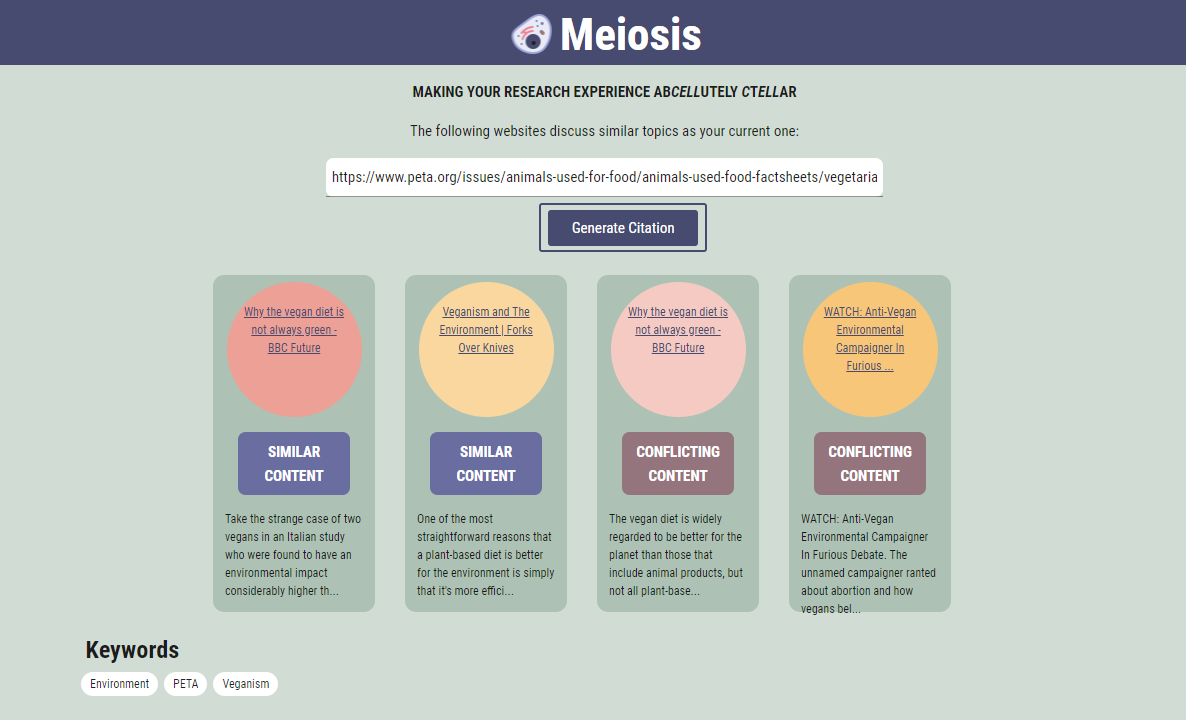 Meiosis
MAKING YOUR RESEARCH EXPERIENCE ABCELLUTELY CTELLAR
The following websites discuss similar topics as your current one:
https://www.peta.org/issues/animals-used-for-food/animals-used-food-factsheets/vegetaria
Generate Citation
Why the vegan diet is
not always green -
BBC Future
SIMILAR
CONTENT
Take the strange case of two
vegans in an Italian study
who were found to have an
environmental impact
considerably higher th...
Veganism and The
Environment | Forks
Over Knives
SIMILAR
CONTENT
One of the most
straightforward reasons that
a plant-based diet is better
for the environment is simply
that it's more effici...
Why the vegan diet is
not always green -
BBC Future
CONFLICTING
CONTENT
The vegan diet is widely
regarded to be better for the
planet than those that
include animal products, but
not all plant-base...
WATCH: Anti-Vegan
Environmental
Campaigner In
Furious ...
CONFLICTING
CONTENT
WATCH: Anti-Vegan
Environmental Campaigner
In Furious Debate. The
unnamed campaigner ranted
about abortion and how
vegans bel...
Keywords
Environment
PETA
Veganism